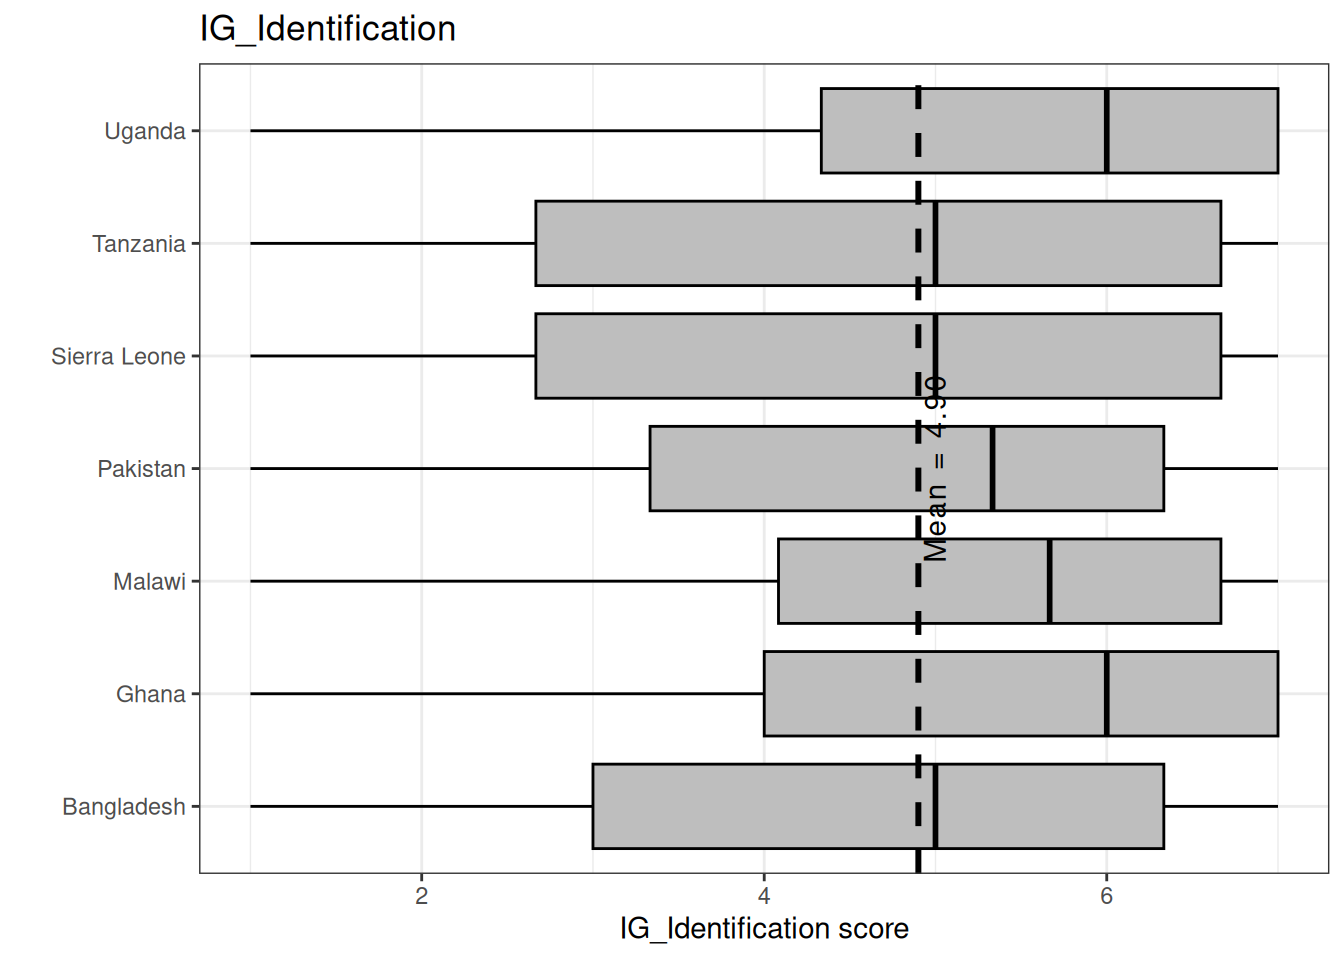 IG_Identification
Uganda
Tanzania
Sierra Leone
Pakistan
Malawi
Ghana
Bangladesh
Mean = 4.90
2 4 6
IG_Identification score